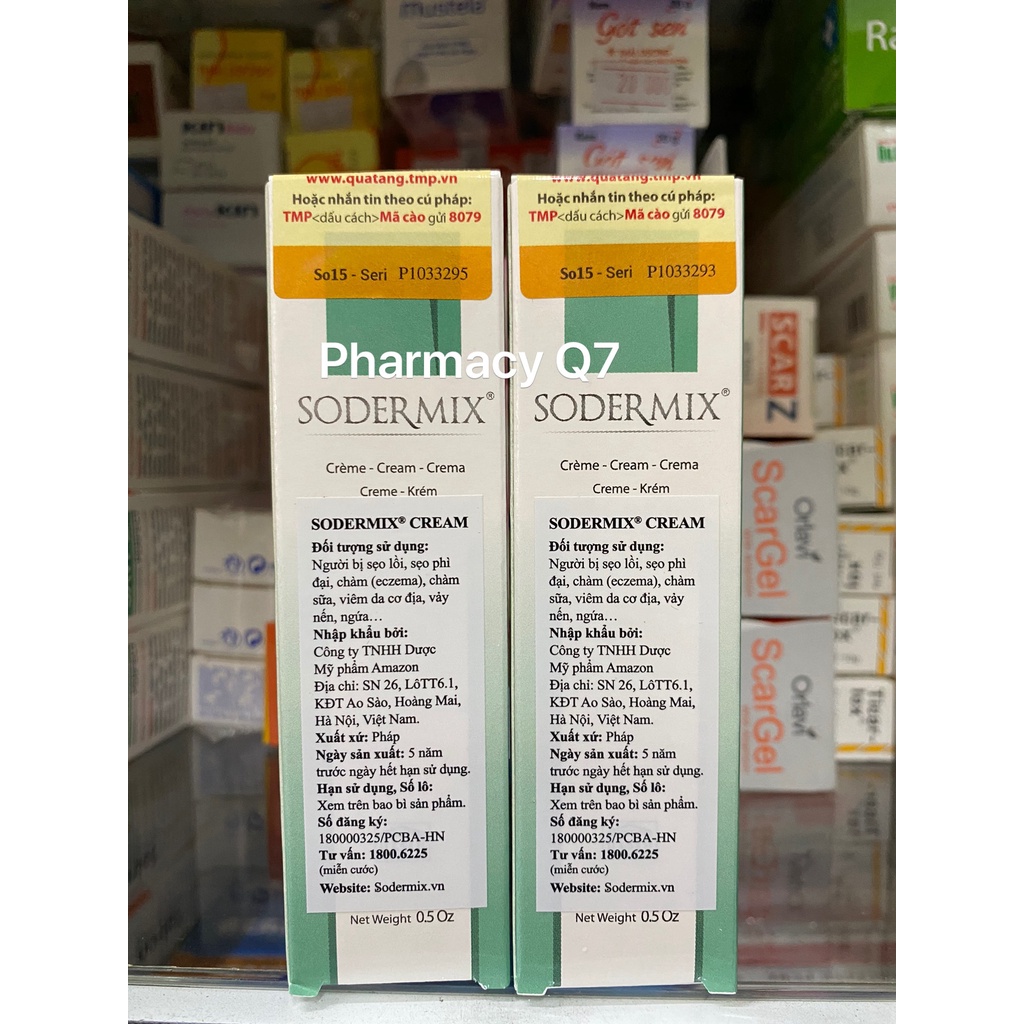 Mustela
Gót sen
20 000
Gót sen
www.quatang.tmp.vn
Hoặc nhắn tin theo cú pháp:
TMP<dấu cách>Mã cào gửi 8079
So15 - Seri P1033295
SODERMIX®
Crème - Cream - Crema
Creme - Krém
SODERMIX® CREAM
Đối tượng sử dụng:
Người bị sẹo lồi, sẹo phì
đại, chàm (eczema), chàm
sữa, viêm da cơ địa, vảy
nến, ngứa...
Nhập khẩu bởi:
Công ty TNHH Dược
Mỹ phẩm Amazon
Địa chỉ: SN 26, LôTT6.1,
KĐT Ao Sào, Hoàng Mai,
Hà Nội, Việt Nam.
Xuất xứ: Pháp
Ngày sản xuất: 5 năm
trước ngày hết hạn sử dụng.
Hạn sử dụng, Số lô:
Xem trên bao bì sản phẩm.
Số đăng ký:
180000325/PCBA-HN
Tư vấn: 1800.6225
(miễn cước)
Website: Sodermix.vn
Net Weight 0.5 Oz
www.quatang.tmp.vn
Hoặc nhắn tin theo cú pháp:
TMP<dấu cách>Mã cào gửi 8079
So15 - Seri P1033293
SODERMIX®
Crème - Cream - Crema
Creme - Krém
SODERMIX® CREAM
Đối tượng sử dụng:
Người bị sẹo lồi, sẹo phì
đại, chàm (eczema), chàm
sữa, viêm da cơ địa, vảy
nến, ngứa...
Nhập khẩu bởi:
Công ty TNHH Dược
Mỹ phẩm Amazon
Địa chỉ: SN 26, LôTT6.1,
KĐT Ao Sào, Hoàng Mai,
Hà Nội, Việt Nam.
Xuất xứ: Pháp
Ngày sản xuất: 5 năm
trước ngày hết hạn sử dụng.
Hạn sử dụng, Số lô:
Xem trên bao bì sản phẩm.
Số đăng ký:
180000325/PCBA-HN
Tư vấn: 1800.6225
(miễn cước)
Website: Sodermix.vn
Net Weight 0.5 Oz
Pharmacy Q7
SCAR Z
Orlavi
ScarGel
Orlavi
ScarGel